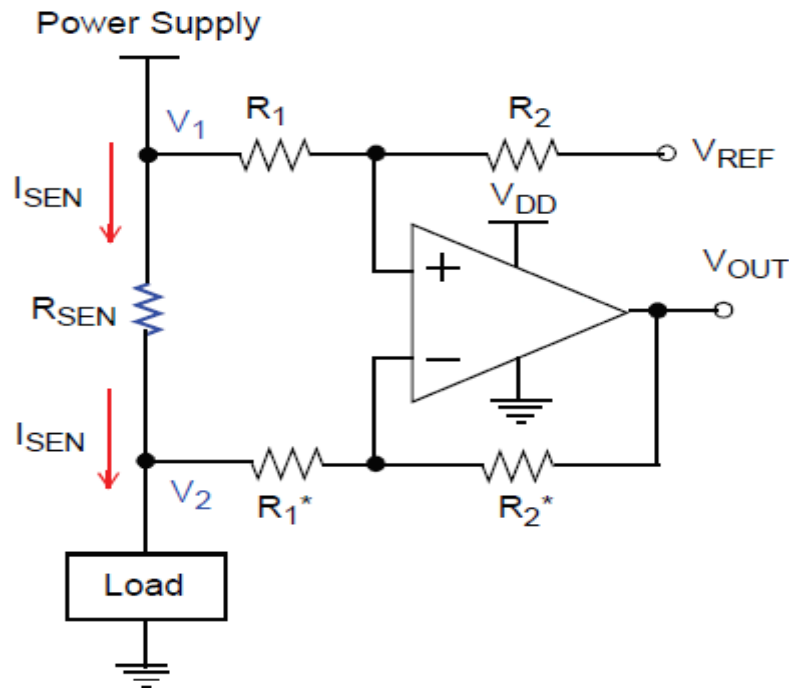 Power Supply
V1
R1
R2
VREF
ISEN
VDD
+
VOUT
RSEN
−
ISEN
V2
R1*
R2*
Load